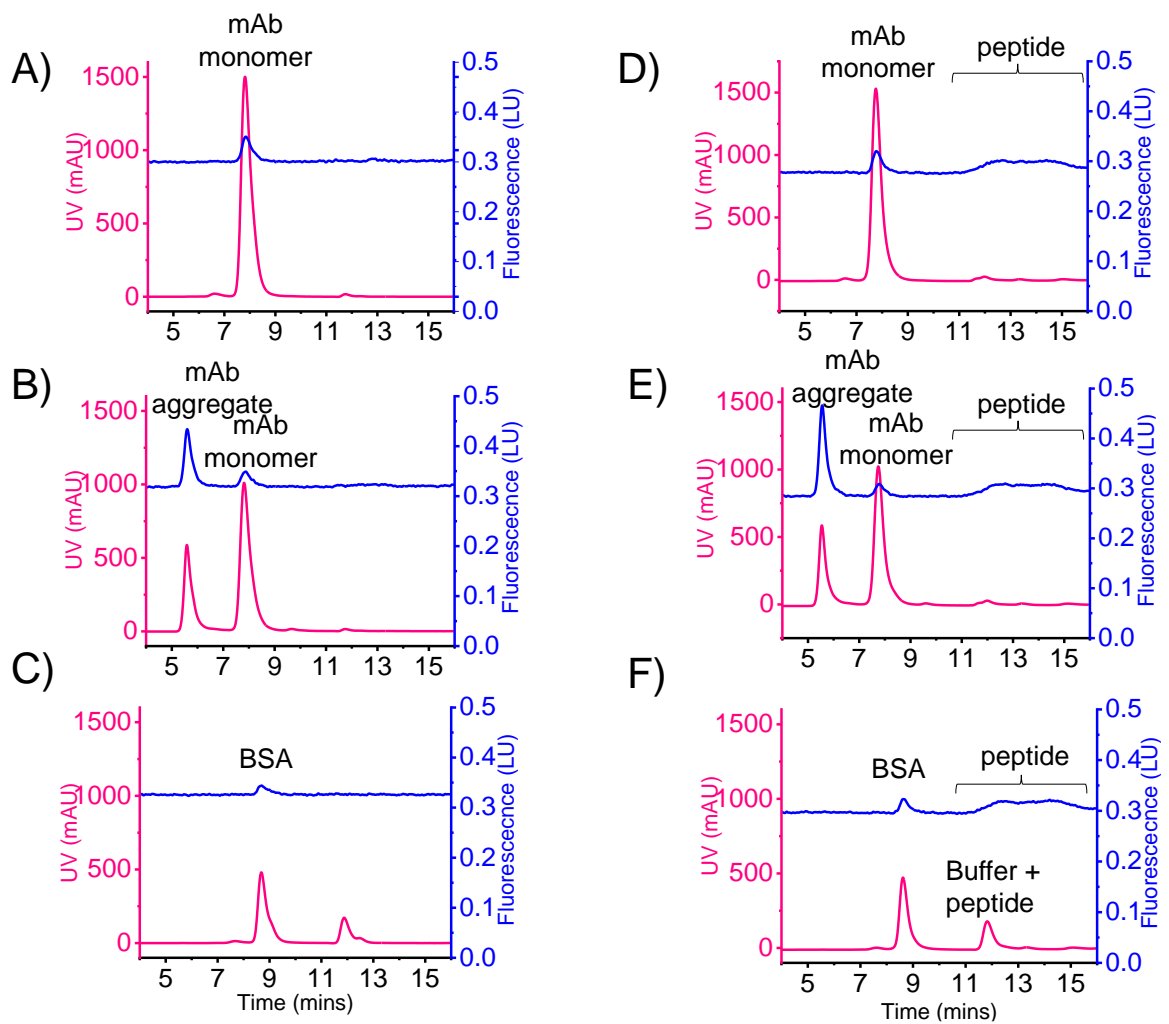 A)
mAb
monomer
UV (mAU)
1500
1000
500
0
0.5
0.4
0.3
0.2
0.1
0.0
Fluorescecnce (LU)
5 7 9 11 13 15
D)
mAb
monomer
peptide
UV (mAU)
1500
1000
500
0
0.5
0.4
0.3
0.2
0.1
0.0
Fluorescecnce (LU)
5 7 9 11 13 15
B)
mAb
aggregate
mAb
monomer
UV (mAU)
1500
1000
500
0
0.5
0.4
0.3
0.2
0.1
0.0
Fluorescecnce (LU)
5 7 9 11 13 15
E)
mAb
aggregate
mAb
monomer
peptide
UV (mAU)
1500
1000
500
0
0.5
0.4
0.3
0.2
0.1
0.0
Fluorescecnce (LU)
5 7 9 11 13 15
C)
BSA
UV (mAU)
1500
1000
500
0
0.5
0.4
0.3
0.2
0.1
0.0
Fluorescecnce (LU)
5 7 9 11 13 15
Time (mins)
F)
BSA
peptide
Buffer +
peptide
UV (mAU)
1500
1000
500
0
0.5
0.4
0.3
0.2
0.1
0.0
Fluorescecnce (LU)
5 7 9 11 13 15
Time (mins)